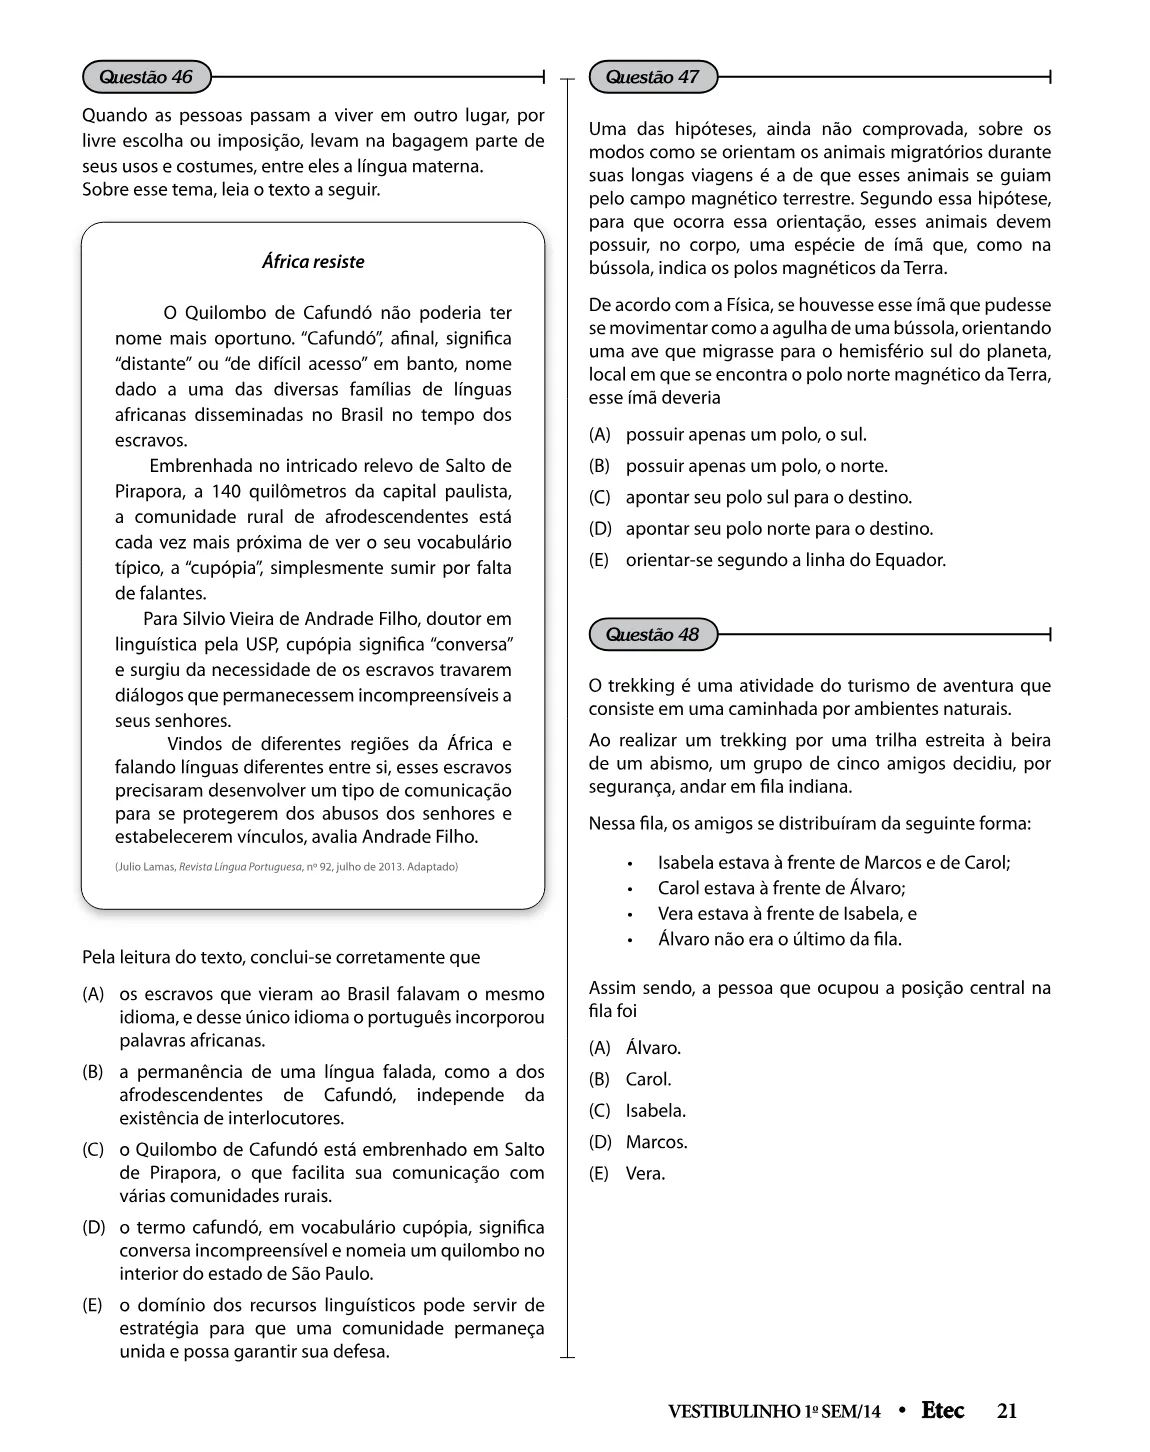 Questão 46
Quando as pessoas passam a viver em outro lugar, por
livre escolha ou imposição, levam na bagagem parte de
seus usos e costumes, entre eles a língua materna.
Sobre esse tema, leia o texto a seguir.
África resiste
O Quilombo de Cafundó não poderia ter
nome mais oportuno. “Cafundó”, afinal, significa
“distante” ou “de difícil acesso” em banto, nome
dado a uma das diversas famílias de línguas
africanas disseminadas no Brasil no tempo dos
escravos.
Embrenhada no intricado relevo de Salto de
Pirapora, a 140 quilômetros da capital paulista,
a comunidade rural de afrodescendentes está
cada vez mais próxima de ver o seu vocabulário
típico, a “cupópia”, simplesmente sumir por falta
de falantes.
Para Silvio Vieira de Andrade Filho, doutor em
linguística pela USP, cupópia significa “conversa”
e surgiu da necessidade de os escravos travarem
diálogos que permanecessem incompreensíveis a
seus senhores.
Vindos de diferentes regiões da África e
falando línguas diferentes entre si, esses escravos
precisaram desenvolver um tipo de comunicação
para se protegerem dos abusos dos senhores e
estabelecerem vínculos, avalia Andrade Filho.
(Julio Lamas, Revista Língua Portuguesa, nº 92, julho de 2013. Adaptado)
Pela leitura do texto, conclui-se corretamente que
(A) os escravos que vieram ao Brasil falavam o mesmo
idioma, e desse único idioma o português incorporou
palavras africanas.
(B) a permanência de uma língua falada, como a dos
afrodescendentes de Cafundó, independe da
existência de interlocutores.
(C) o Quilombo de Cafundó está embrenhado em Salto
de Pirapora, o que facilita sua comunicação com
várias comunidades rurais.
(D) o termo cafundó, em vocabulário cupópia, significa
conversa incompreensível e nomeia um quilombo no
interior do estado de São Paulo.
(E) o domínio dos recursos linguísticos pode servir de
estratégia para que uma comunidade permaneça
unida e possa garantir sua defesa.
Questão 47
Uma das hipóteses, ainda não comprovada, sobre os
modos como se orientam os animais migratórios durante
suas longas viagens é a de que esses animais se guiam
pelo campo magnético terrestre. Segundo essa hipótese,
para que ocorra essa orientação, esses animais devem
possuir, no corpo, uma espécie de ímã que, como na
bússola, indica os polos magnéticos da Terra.
De acordo com a Física, se houvesse esse ímã que pudesse
se movimentar como a agulha de uma bússola, orientando
uma ave que migrasse para o hemisfério sul do planeta,
local em que se encontra o polo norte magnético da Terra,
esse ímã deveria
(A) possuir apenas um polo, o sul.
(B) possuir apenas um polo, o norte.
(C) apontar seu polo sul para o destino.
(D) apontar seu polo norte para o destino.
(E) orientar-se segundo a linha do Equador.
Questão 48
O trekking é uma atividade do turismo de aventura que
consiste em uma caminhada por ambientes naturais.
Ao realizar um trekking por uma trilha estreita à beira
de um abismo, um grupo de cinco amigos decidiu, por
segurança, andar em fila indiana.
Nessa fila, os amigos se distribuíram da seguinte forma:
• Isabela estava à frente de Marcos e de Carol;
• Carol estava à frente de Álvaro;
• Vera estava à frente de Isabela, e
• Álvaro não era o último da fila.
Assim sendo, a pessoa que ocupou a posição central na
fila foi
(A) Álvaro.
(B) Carol.
(C) Isabela.
(D) Marcos.
(E) Vera.
VESTIBULINHO 1º SEM/14 • Etec 21